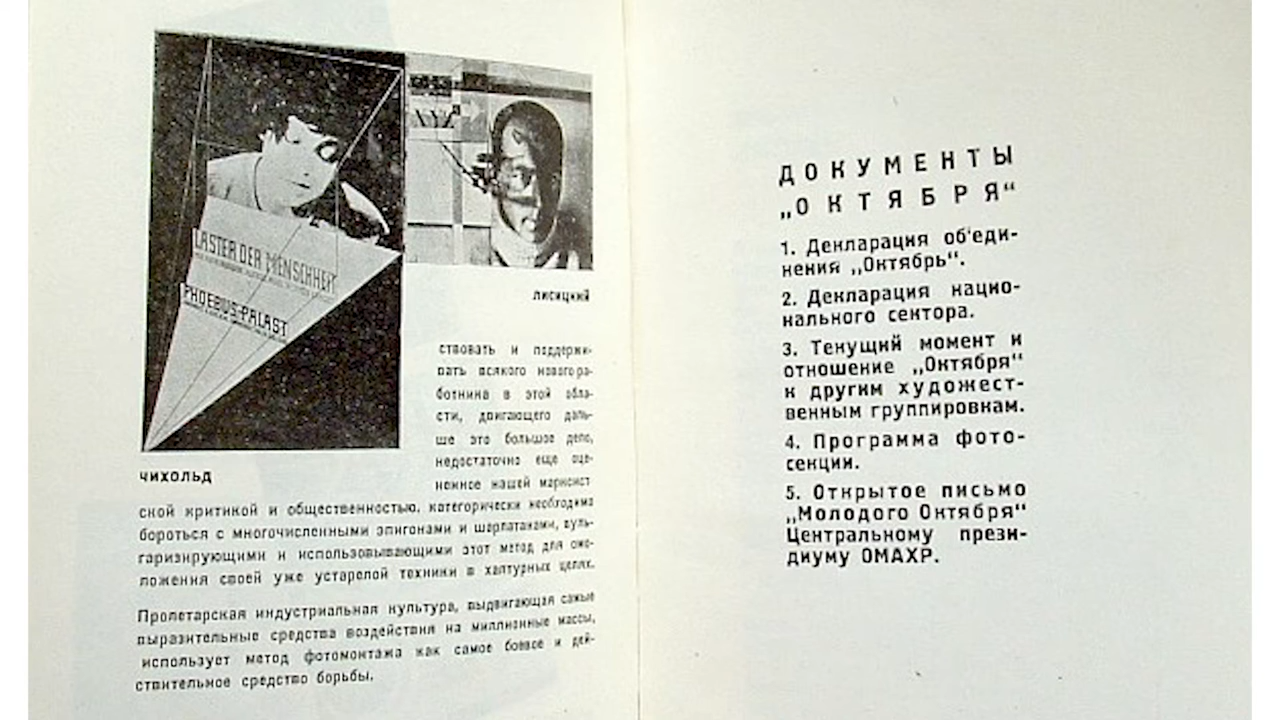 XYZ
LASTER DER MENSCHHEIT
PHOEBUS-PALAST
ЛИСИЦКИЙ
ЧИХОЛЬД
ствовать и поддержи-
вать всякого нового ра-
ботника в этой обла-
сти, двигающего даль-
ше это большое дело,
недостаточно еще оце-
ненное нашей марксист
ской критикой и общественностью, категорически необходимо
бороться с многочисленными эпигонами и шарлатанами, вуль-
гаризирующими и использовывающими этот метод для омо-
ложения своей уже устарелой техники в халтурных целях.
Пролетарская индустриальная культура, выдвигающая самые
выразительные средства воздействия на миллионные массы,
использует метод фотомонтажа как самое боевое и дей-
ствительное средство борьбы.
ДОКУМЕНТЫ
„ОКТЯБРЯ“
1. Декларация об'еди-
нения „Октябрь“.
2. Декларация нацио-
нального сектора.
3. Текущий момент и
отношение „Октября“
к другим художест-
венным группировкам.
4. Программа фото-
секции.
5. Открытое письмо
„Молодого Октября“
Центральному прези-
диуму ОМАХР.